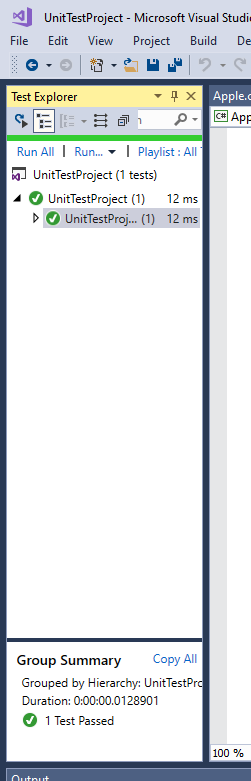 UnitTestProject - Microsoft Visual Studio
File Edit View Project Build De
Test Explorer
Apple.c
C# App
Run All | Run... | Playlist : All T
UnitTestProject (1 tests)
UnitTestProject (1) 12 ms
UnitTestProj... (1) 12 ms
Group Summary Copy All
Grouped by Hierarchy: UnitTestPro
Duration: 0:00:00.0128901
1 Test Passed
100 %
Output